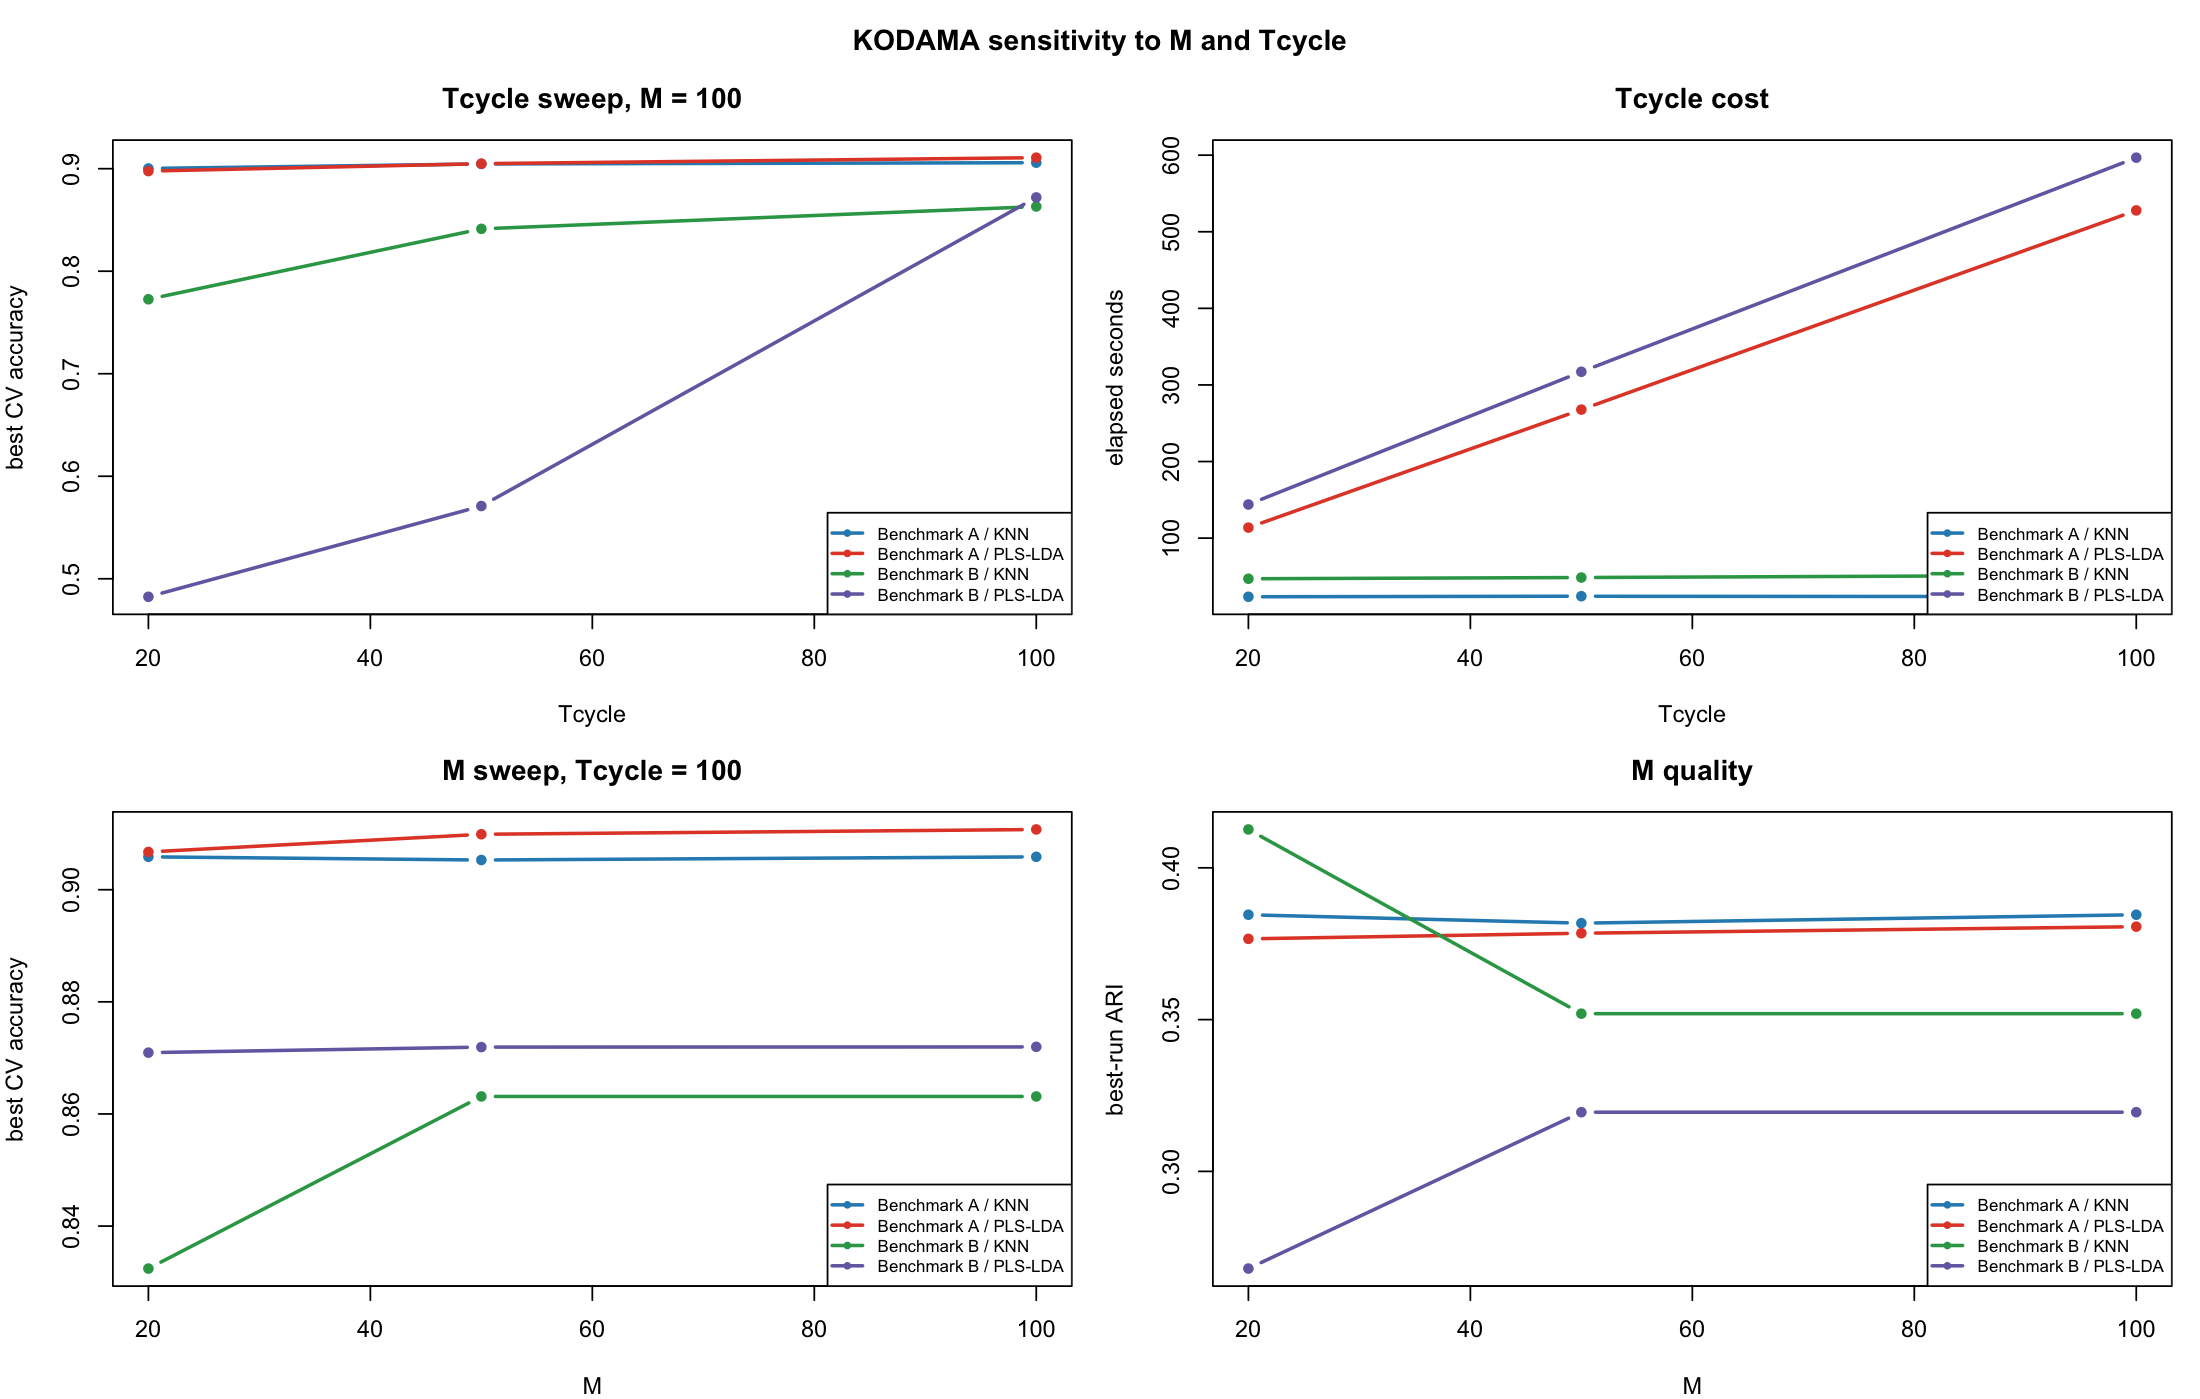 KODAMA sensitivity to M and Tcycle
Tcycle sweep, M = 100
best CV accuracy
0.9
0.8
0.7
0.6
0.5
Benchmark A / KNN
Benchmark A / PLS-LDA
Benchmark B / KNN
Benchmark B / PLS-LDA
20 40 60 80 100
Tcycle
Tcycle cost
elapsed seconds
600
500
400
300
200
100
Benchmark A / KNN
Benchmark A / PLS-LDA
Benchmark B / KNN
Benchmark B / PLS-LDA
20 40 60 80 100
Tcycle
M sweep, Tcycle = 100
best CV accuracy
0.90
0.88
0.86
0.84
Benchmark A / KNN
Benchmark A / PLS-LDA
Benchmark B / KNN
Benchmark B / PLS-LDA
20 40 60 80 100
M
M quality
best-run ARI
0.40
0.35
0.30
Benchmark A / KNN
Benchmark A / PLS-LDA
Benchmark B / KNN
Benchmark B / PLS-LDA
20 40 60 80 100
M